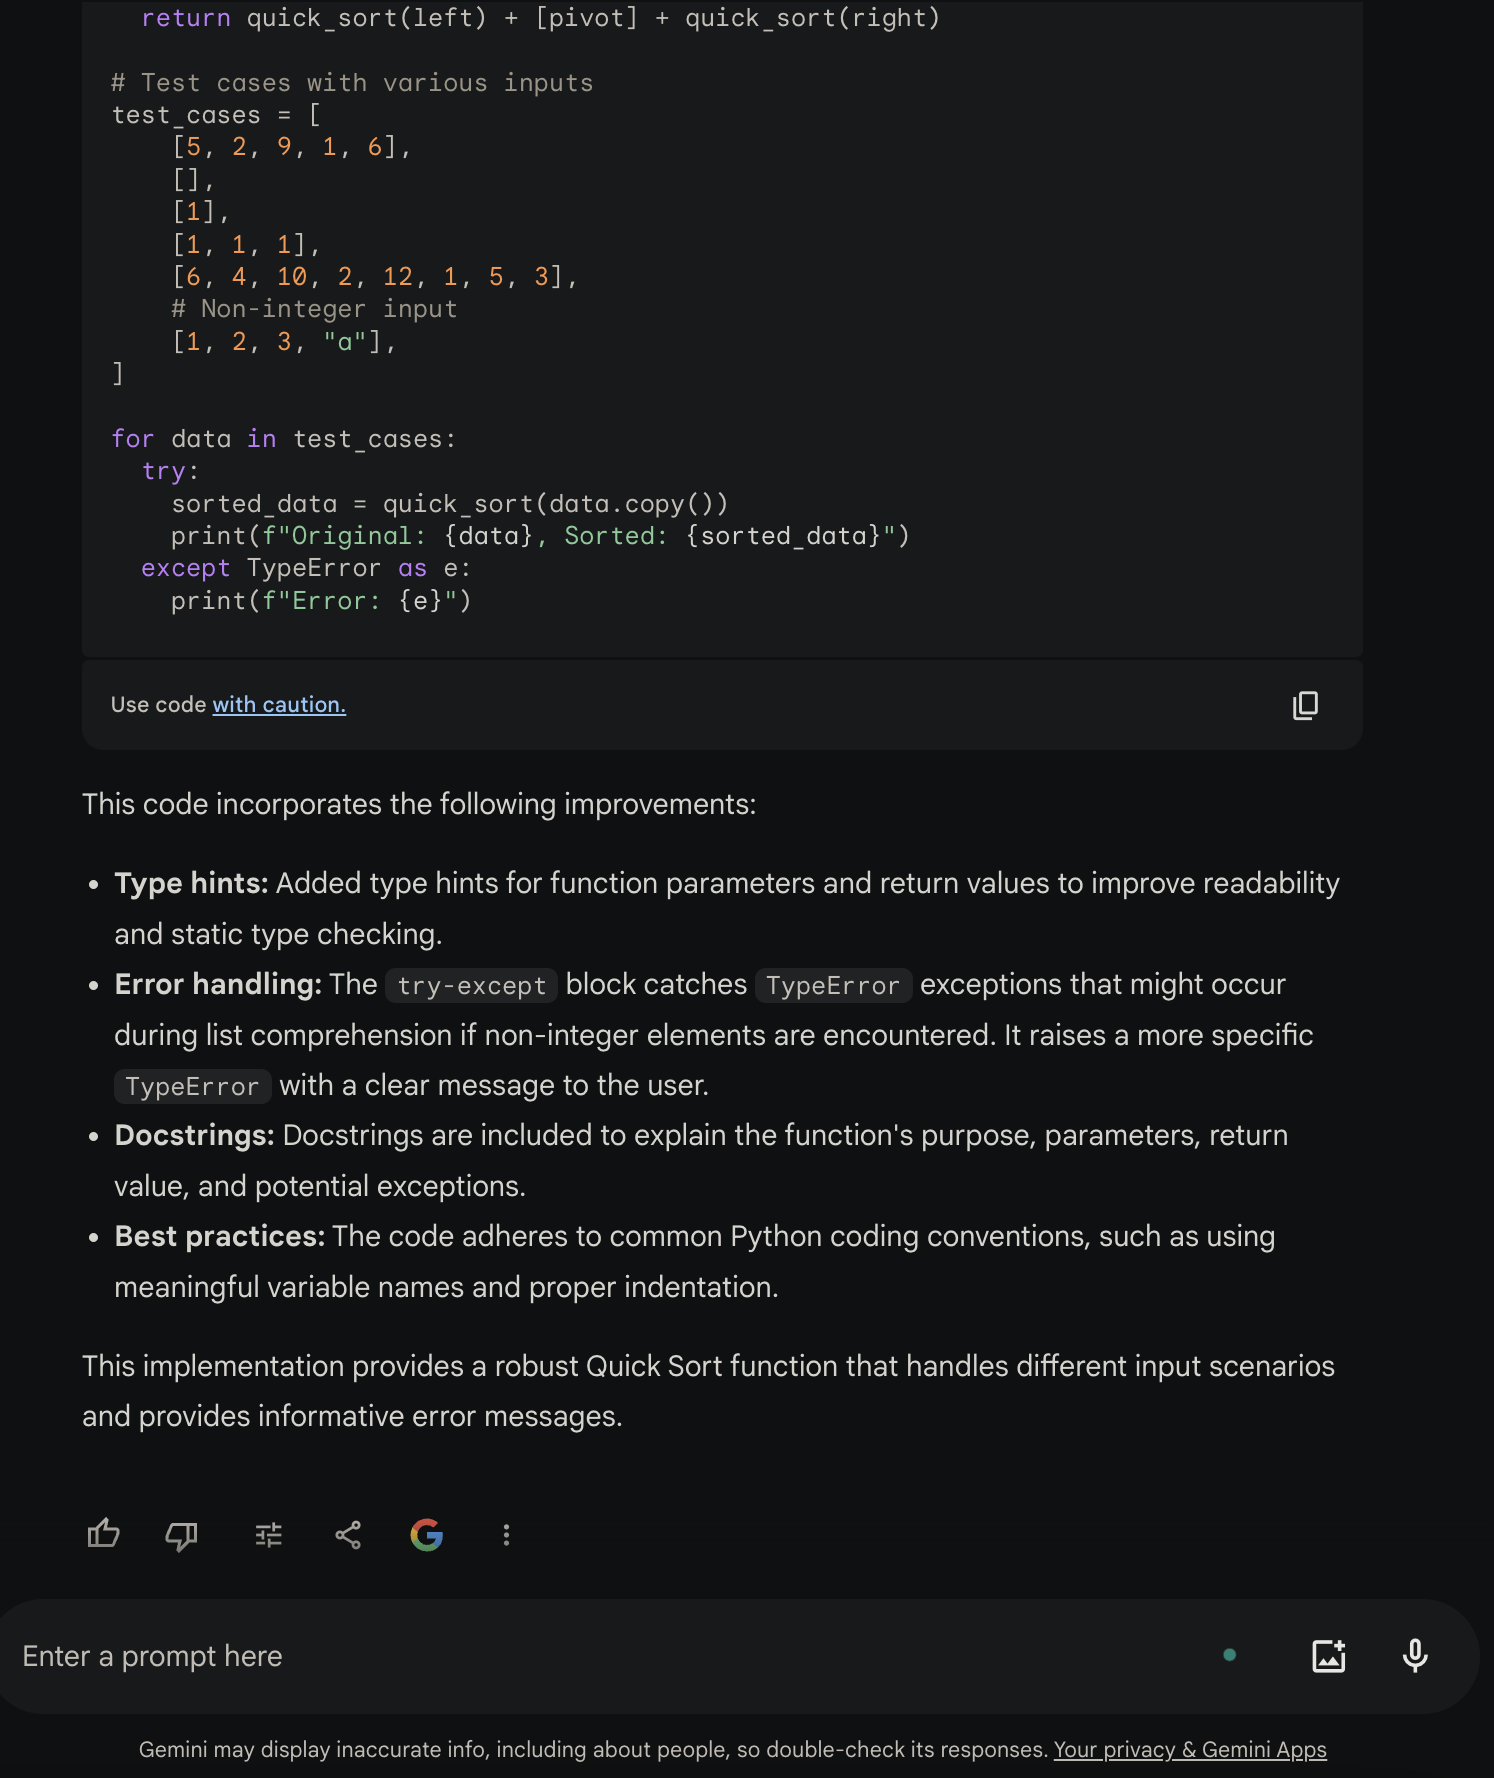 return quick_sort(left) + [pivot] + quick_sort(right)
# Test cases with various inputs
test_cases = [
[5, 2, 9, 1, 6],
[],
[1],
[1, 1, 1],
[6, 4, 10, 2, 12, 1, 5, 3],
# Non-integer input
[1, 2, 3, "a"],
]
for data in test_cases:
try:
sorted_data = quick_sort(data.copy())
print(f"Original: {data}, Sorted: {sorted_data}")
except TypeError as e:
print(f"Error: {e}")
Use code with caution.
This code incorporates the following improvements:
• Type hints: Added type hints for function parameters and return values to improve readability
and static type checking.
• Error handling: The try-except block catches TypeError exceptions that might occur
during list comprehension if non-integer elements are encountered. It raises a more specific
TypeError with a clear message to the user.
• Docstrings: Docstrings are included to explain the function's purpose, parameters, return
value, and potential exceptions.
• Best practices: The code adheres to common Python coding conventions, such as using
meaningful variable names and proper indentation.
This implementation provides a robust Quick Sort function that handles different input scenarios
and provides informative error messages.
Enter a prompt here
Gemini may display inaccurate info, including about people, so double-check its responses. Your privacy & Gemini Apps